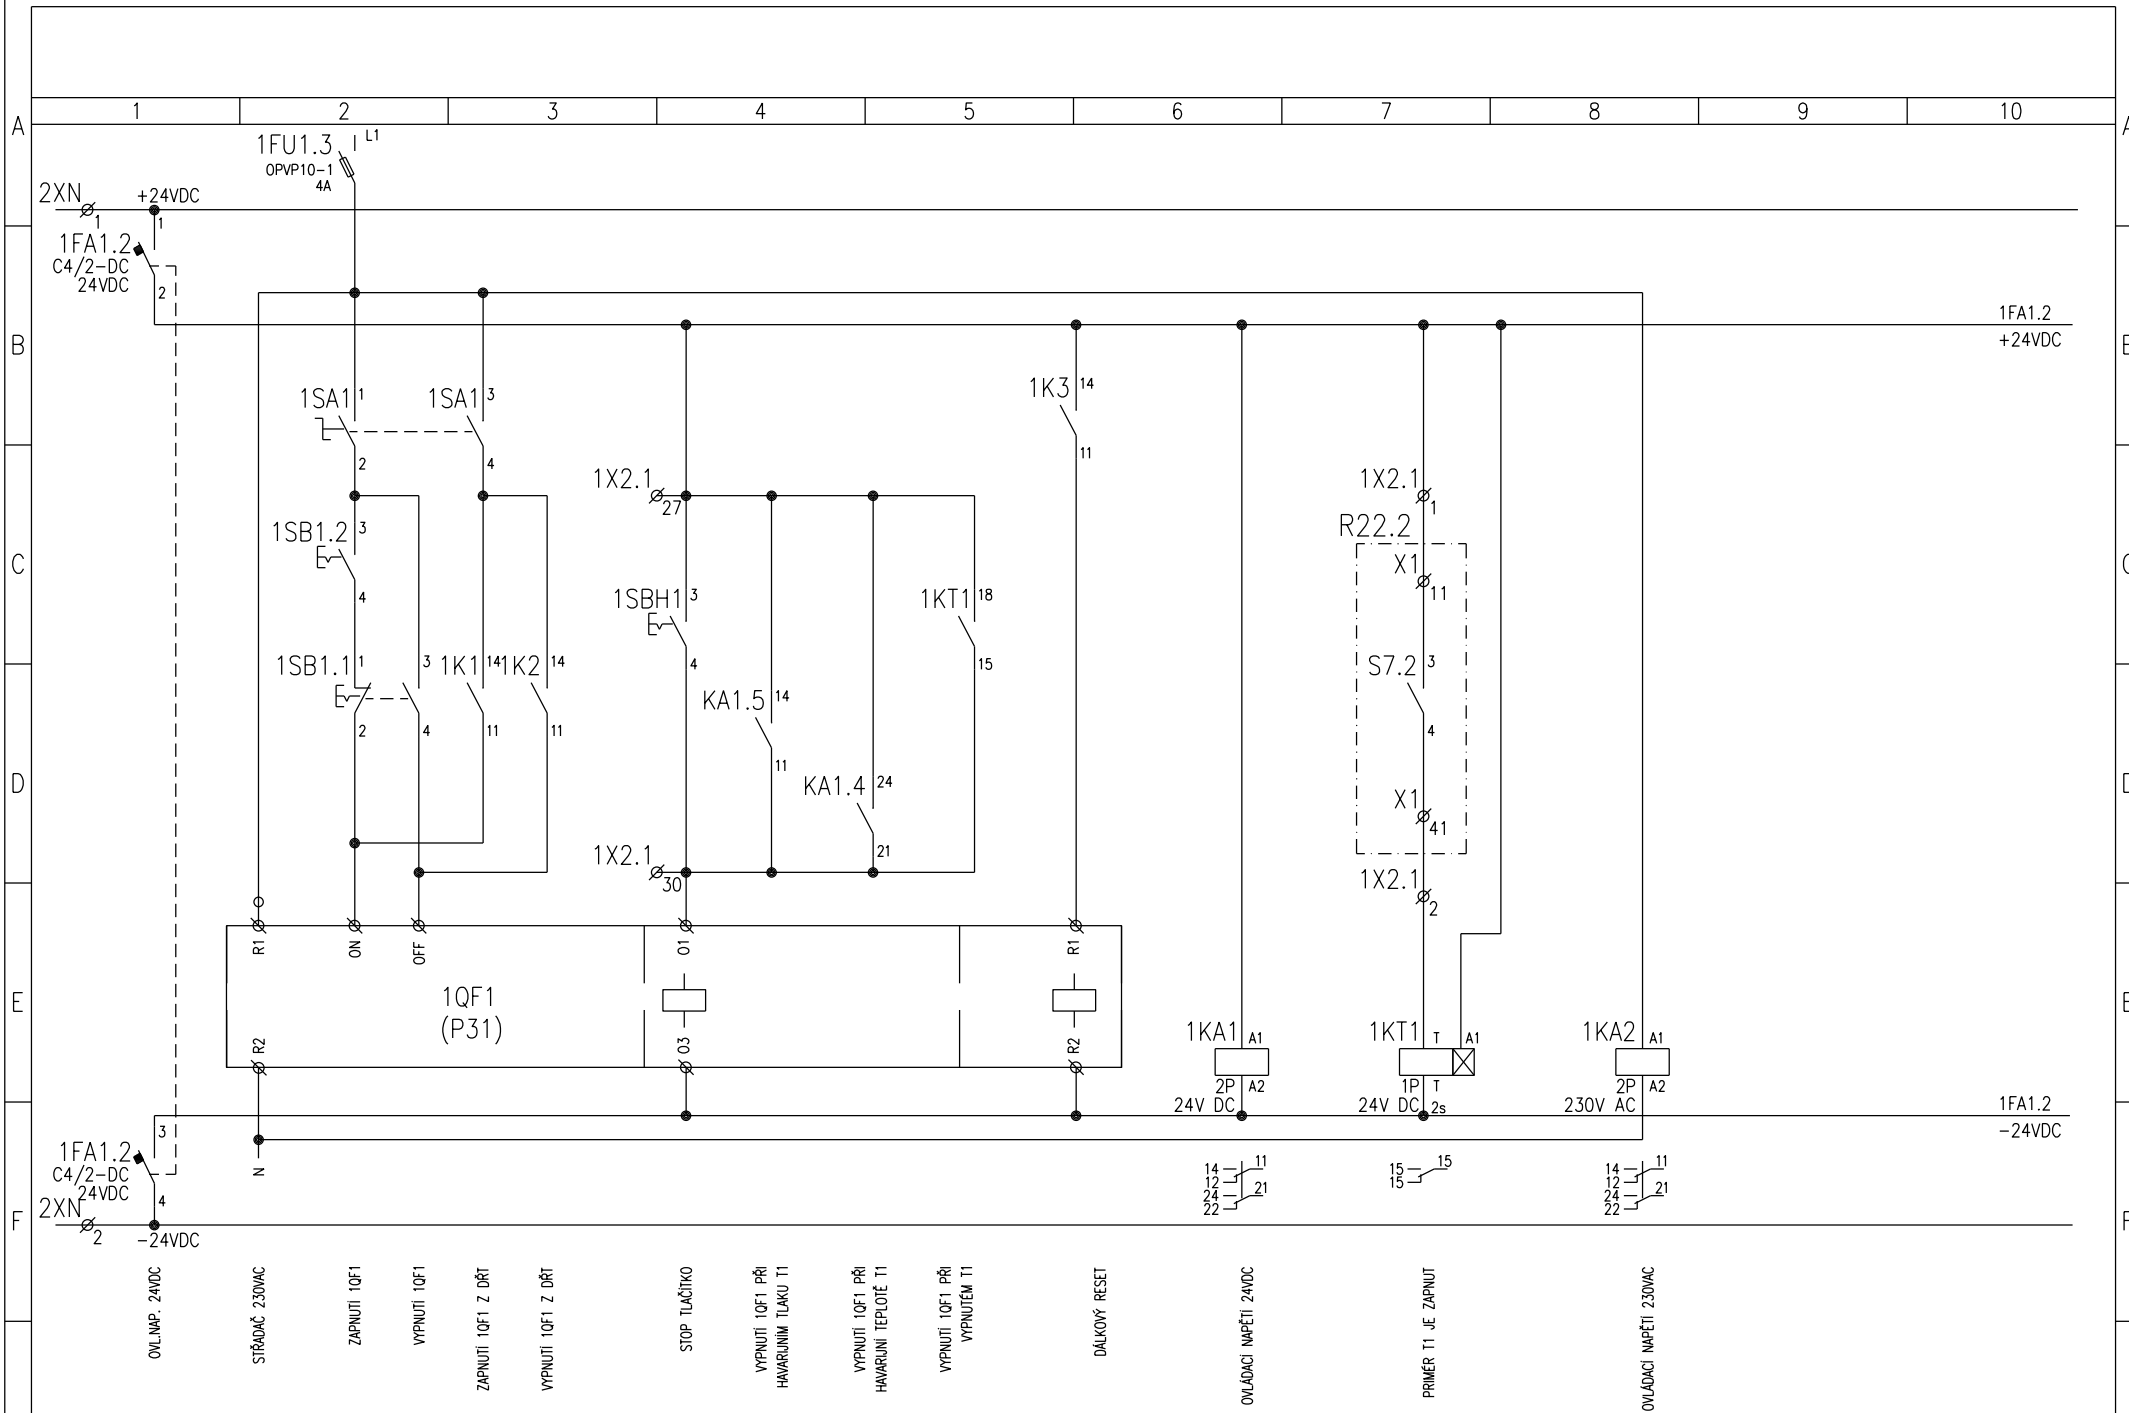 1 2 3 4 5 6 7 8 9 10
A A
1FU1.3 L1
OPVP10-1
4A
2XN 1 +24VDC
1
1FA1.2
C4/2-DC
24VDC
2
B
1FA1.2
+24VDC
1SA1 1
2
1SA1 3
4
1K3 14
11
1X2.1
27
1X2.1
1
C
1SB1.2 3
4
R22.2
X1
11
1SBH1 3
4
1KT1 18
15
D
1SB1.1 1
2
3
4
1K1 14
11
1K2 14
11
S7.2 3
4
KA1.5 14
11
KA1.4 24
21
X1
41
1X2.1
30
1X2.1
2
E
R1 ON OFF O1 R1
1QF1
(P31)
R2 O3 R2
1KA1 A1
2P A2
24V DC
1KT1 T A1
1P T
24V DC 2s
1KA2 A1
2P A2
230V AC
1FA1.2
-24VDC
3
1FA1.2
C4/2-DC
24VDC
4
N
14 11
12
24 21
22
15 15
15
14 11
12
24 21
22
F
2XN 2 -24VDC
OVL.NAP. 24VDC
STŘADAČ 230VAC
ZAPNUTÍ 1QF1
VYPNUTÍ 1QF1
ZAPNUTÍ 1QF1 Z DŘT
VYPNUTÍ 1QF1 Z DŘT
STOP TLAČÍTKO
VYPNUTÍ 1QF1 PŘI
HAVARIJNÍM TLAKU T1
VYPNUTÍ 1QF1 PŘI
HAVARIJNÍ TEPLOTĚ T1
VYPNUTÍ 1QF1 PŘI
VYPNUTÉM T1
DÁLKOVÝ RESET
OVLÁDACÍ NAPĚTÍ 24VDC
PRIMÉR T1 JE ZAPNUT
OVLÁDACÍ NAPĚTÍ 230VAC